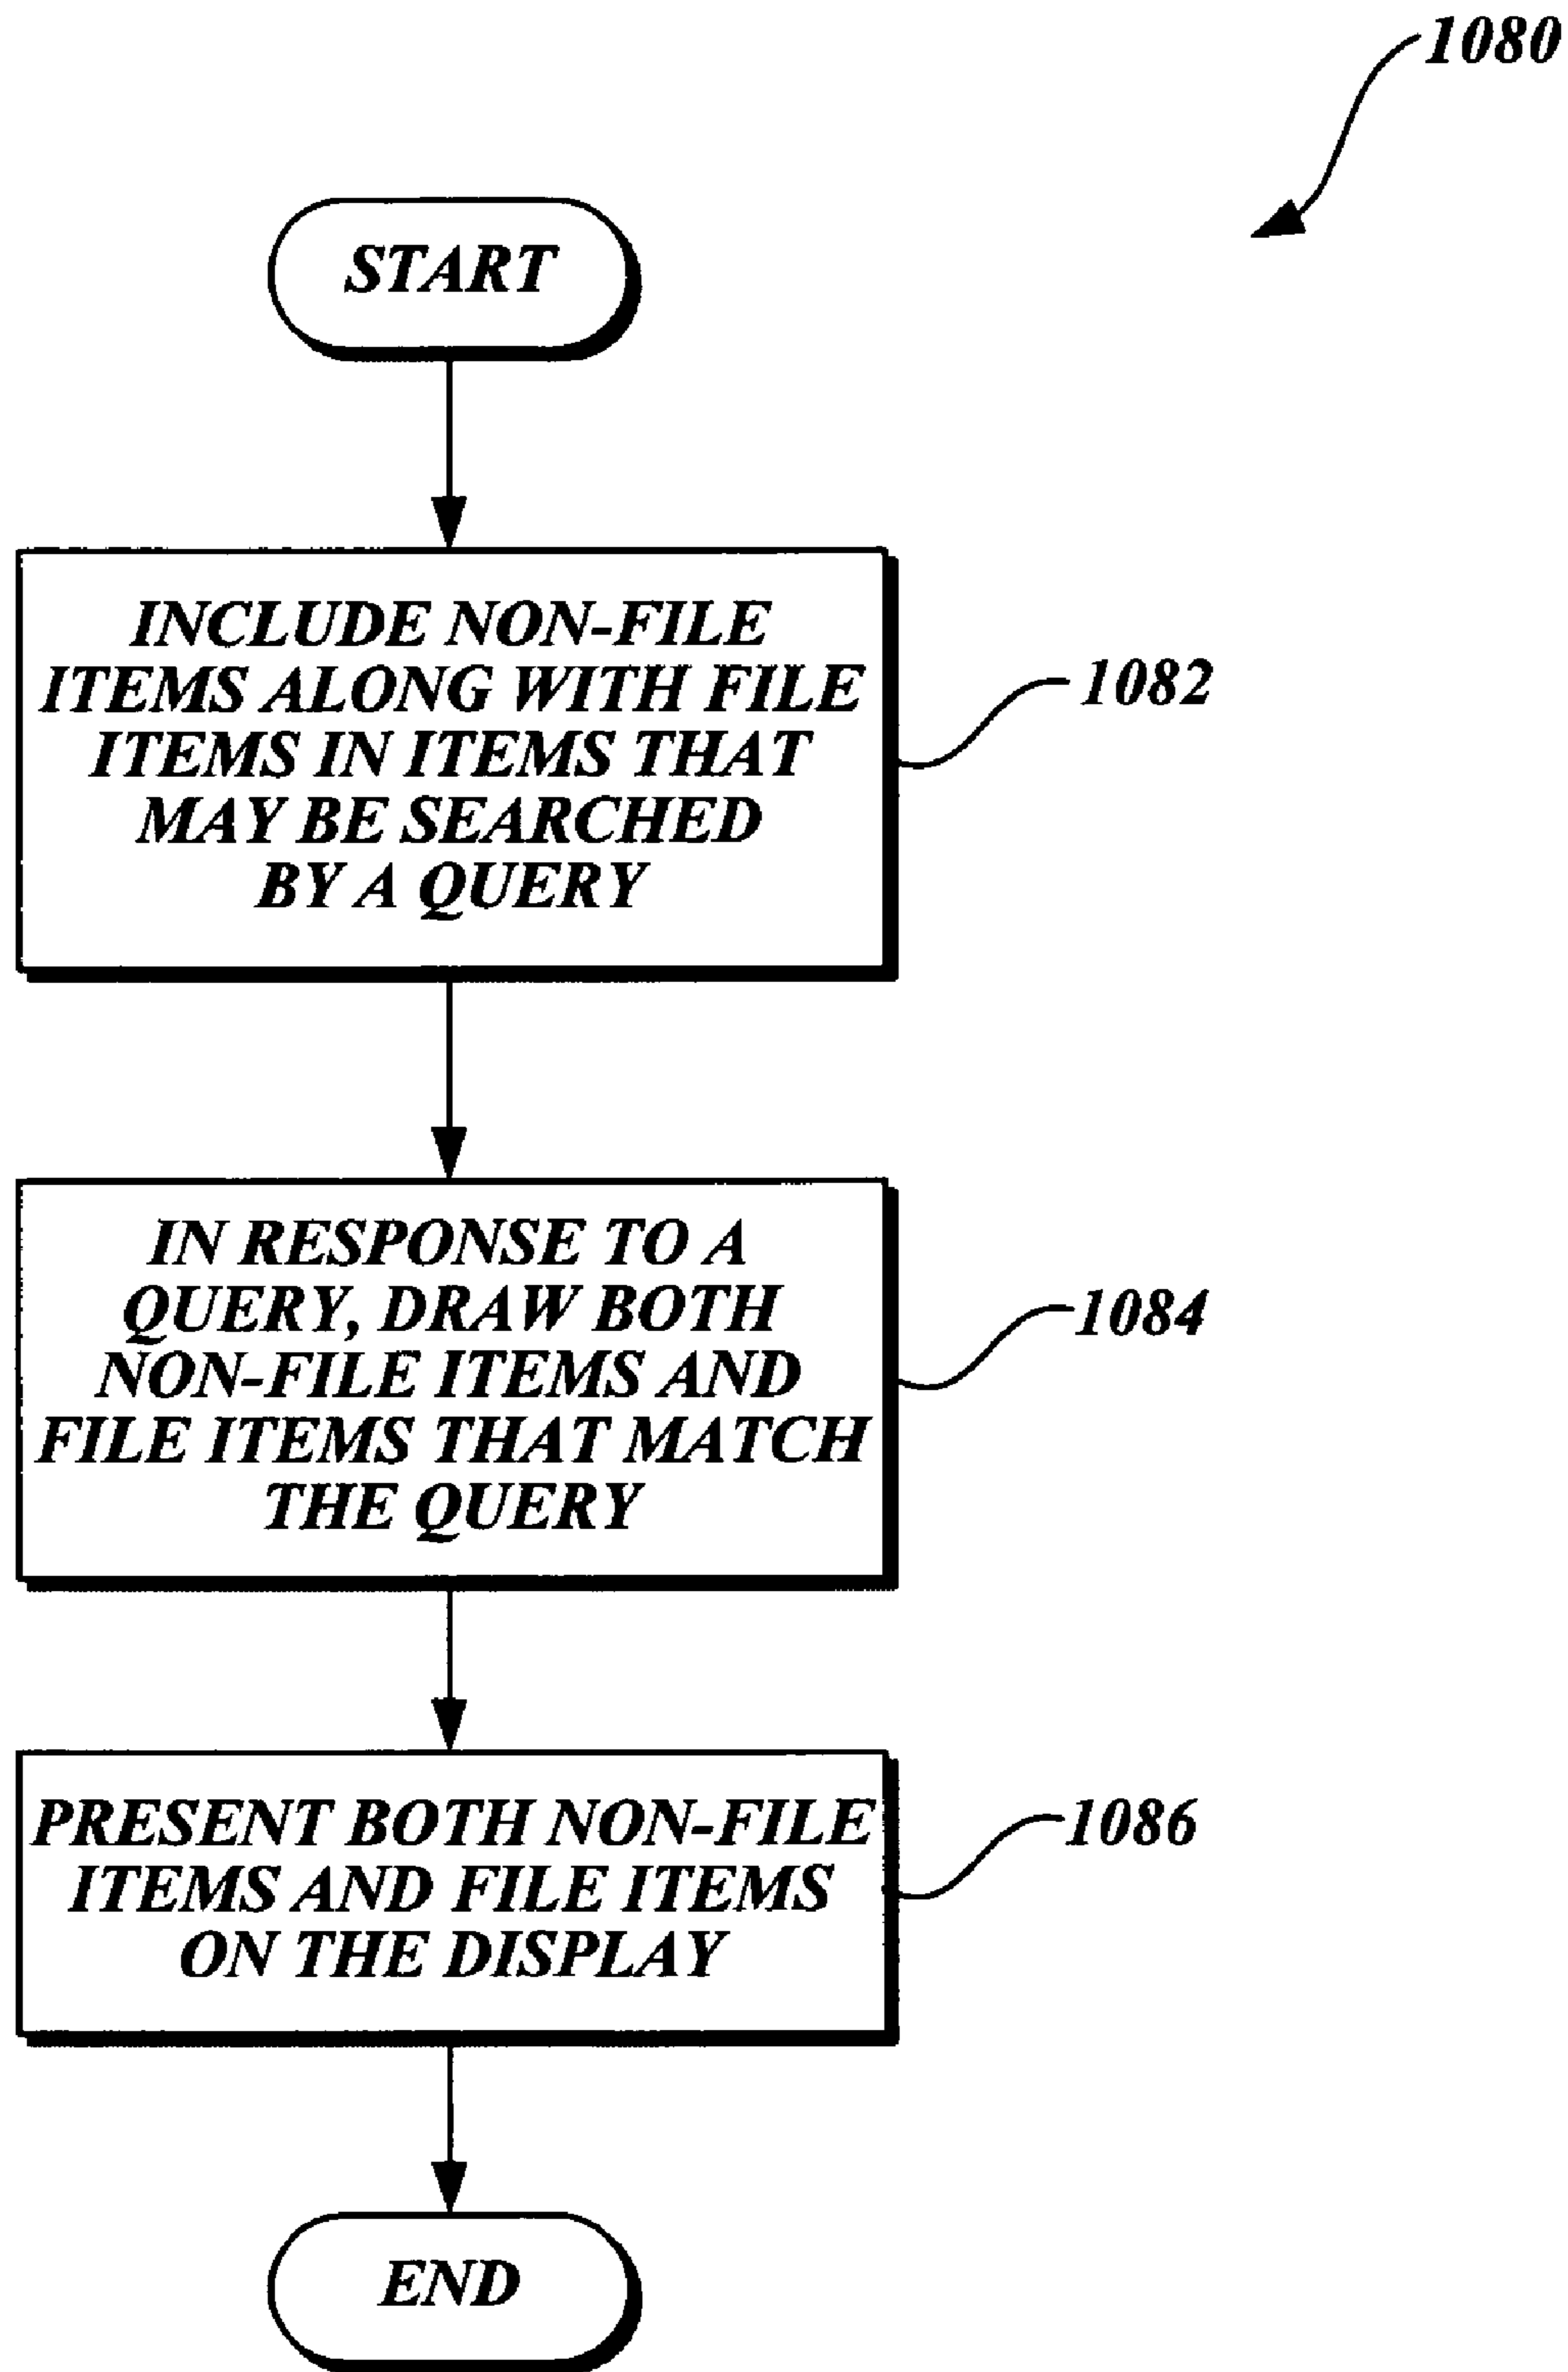 1080
START
INCLUDE NON-FILE
ITEMS ALONG WITH FILE
ITEMS IN ITEMS THAT
MAY BE SEARCHED
BY A QUERY
1082
IN RESPONSE TO A
QUERY, DRAW BOTH
NON-FILE ITEMS AND
FILE ITEMS THAT MATCH
THE QUERY
1084
PRESENT BOTH NON-FILE
ITEMS AND FILE ITEMS
ON THE DISPLAY
1086
END